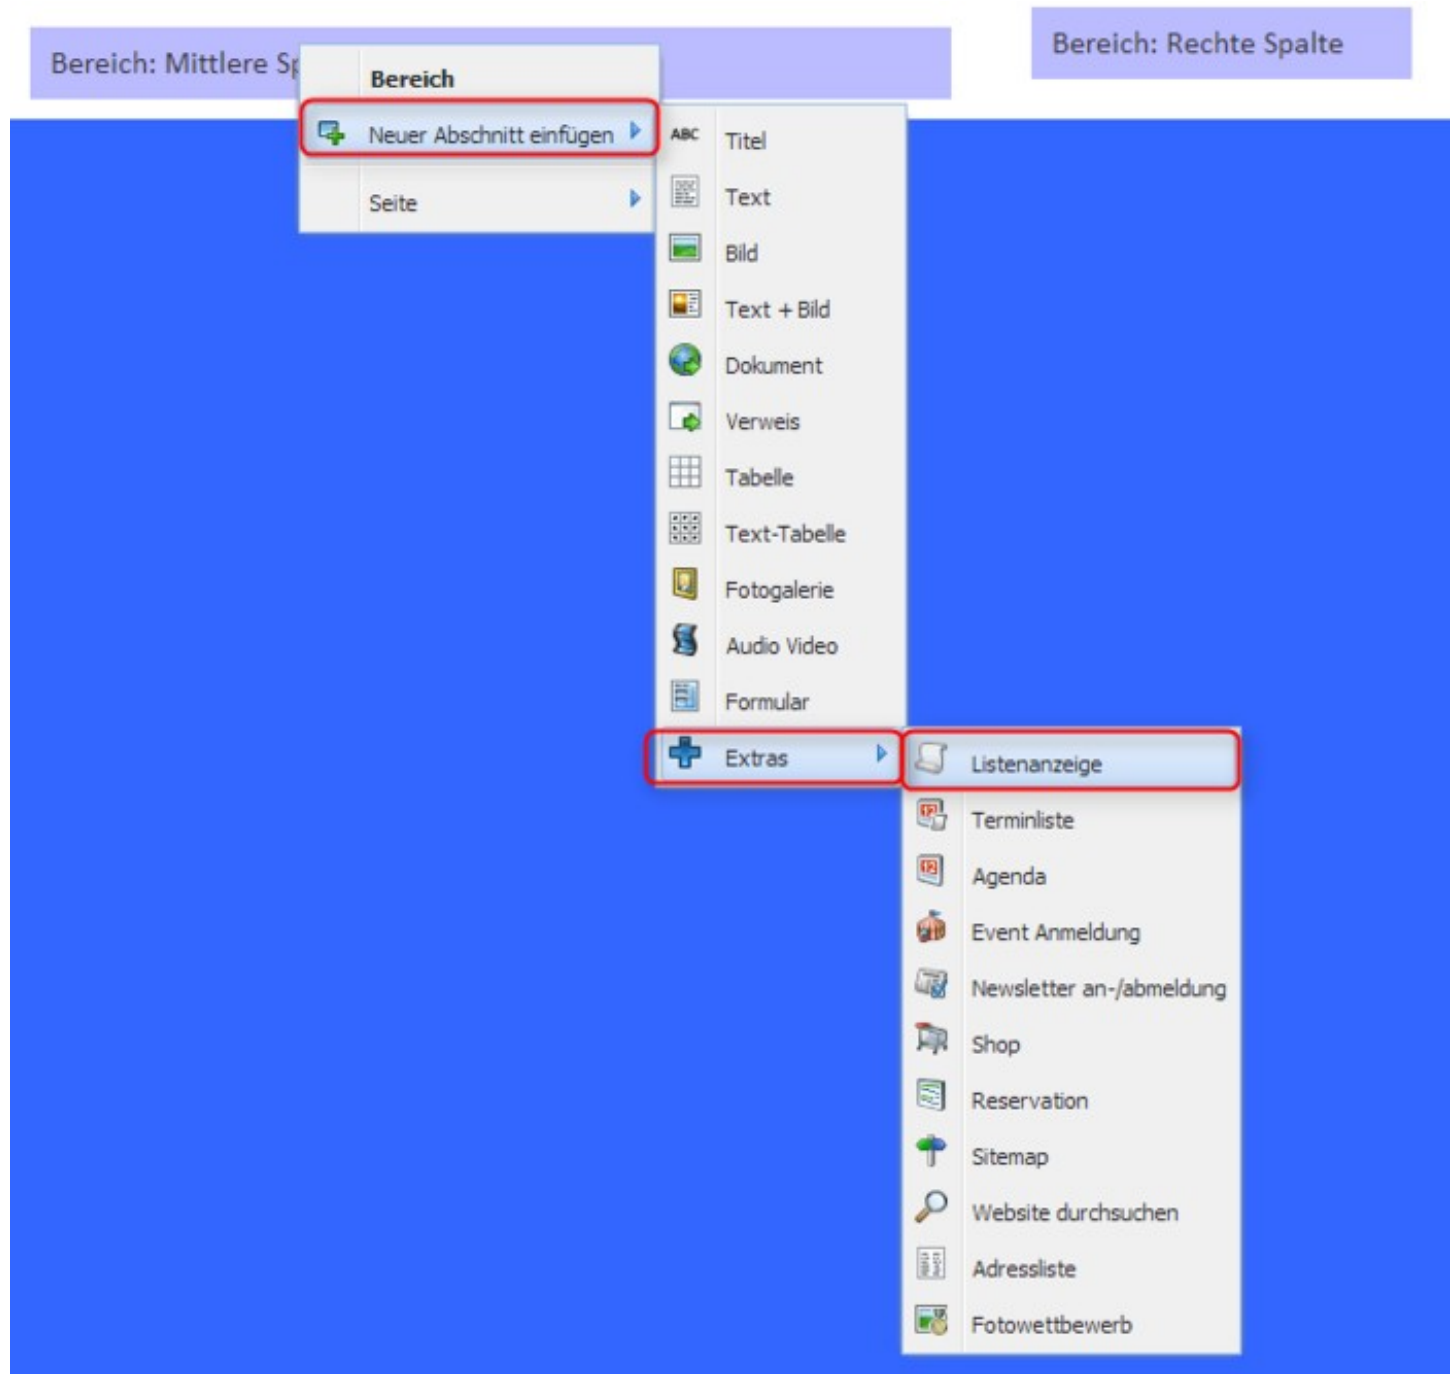 Bereich: Mittlere Sp
Bereich: Rechte Spalte
Bereich
Neuer Abschnitt einfügen
Seite
ABC
Titel
Text
Bild
Text + Bild
Dokument
Verweis
Tabelle
Text-Tabelle
Fotogalerie
Audio Video
Formular
Extras
Listenanzeige
12
Terminliste
12
Agenda
Event Anmeldung
Newsletter an-/abmeldung
Shop
Reservation
Sitemap
Website durchsuchen
Adressliste
Fotowettbewerb